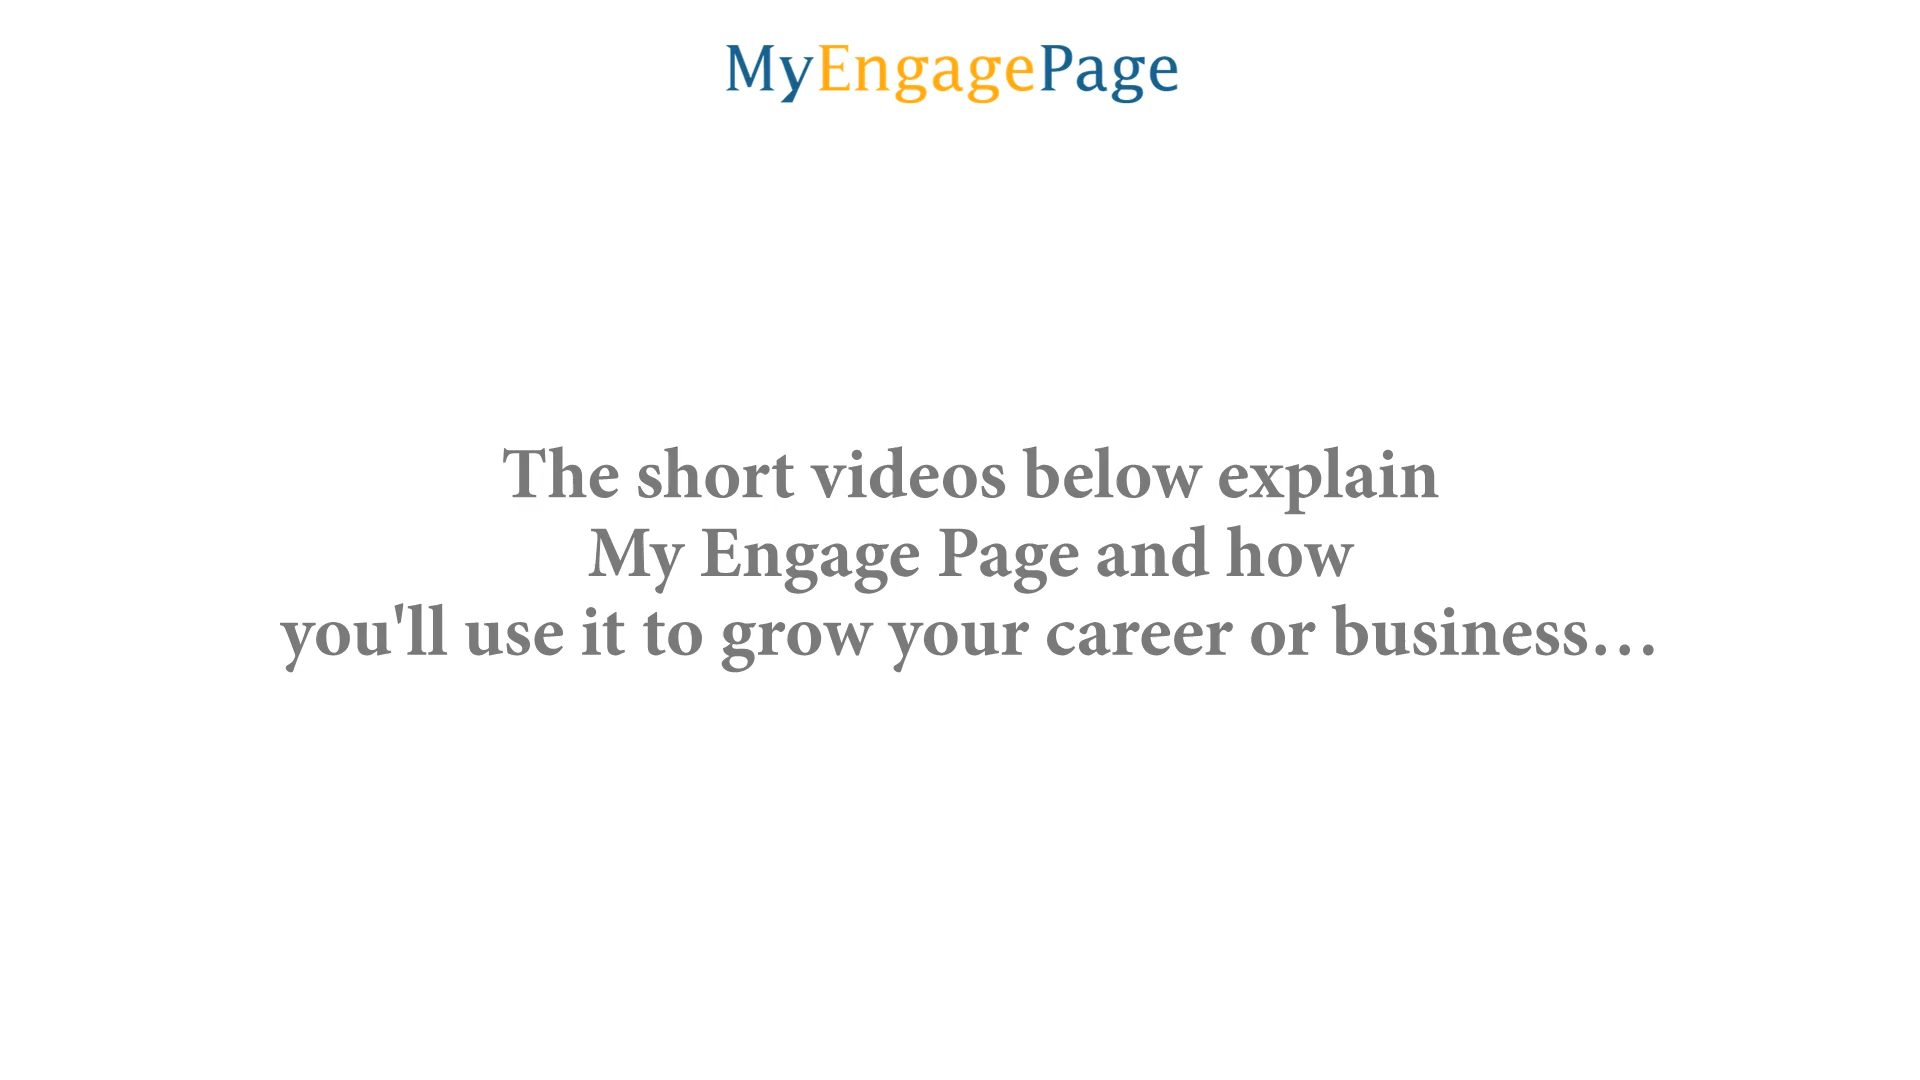 MyEngagePage
The short videos below explain
My Engage Page and how
you'll use it to grow your career or business…